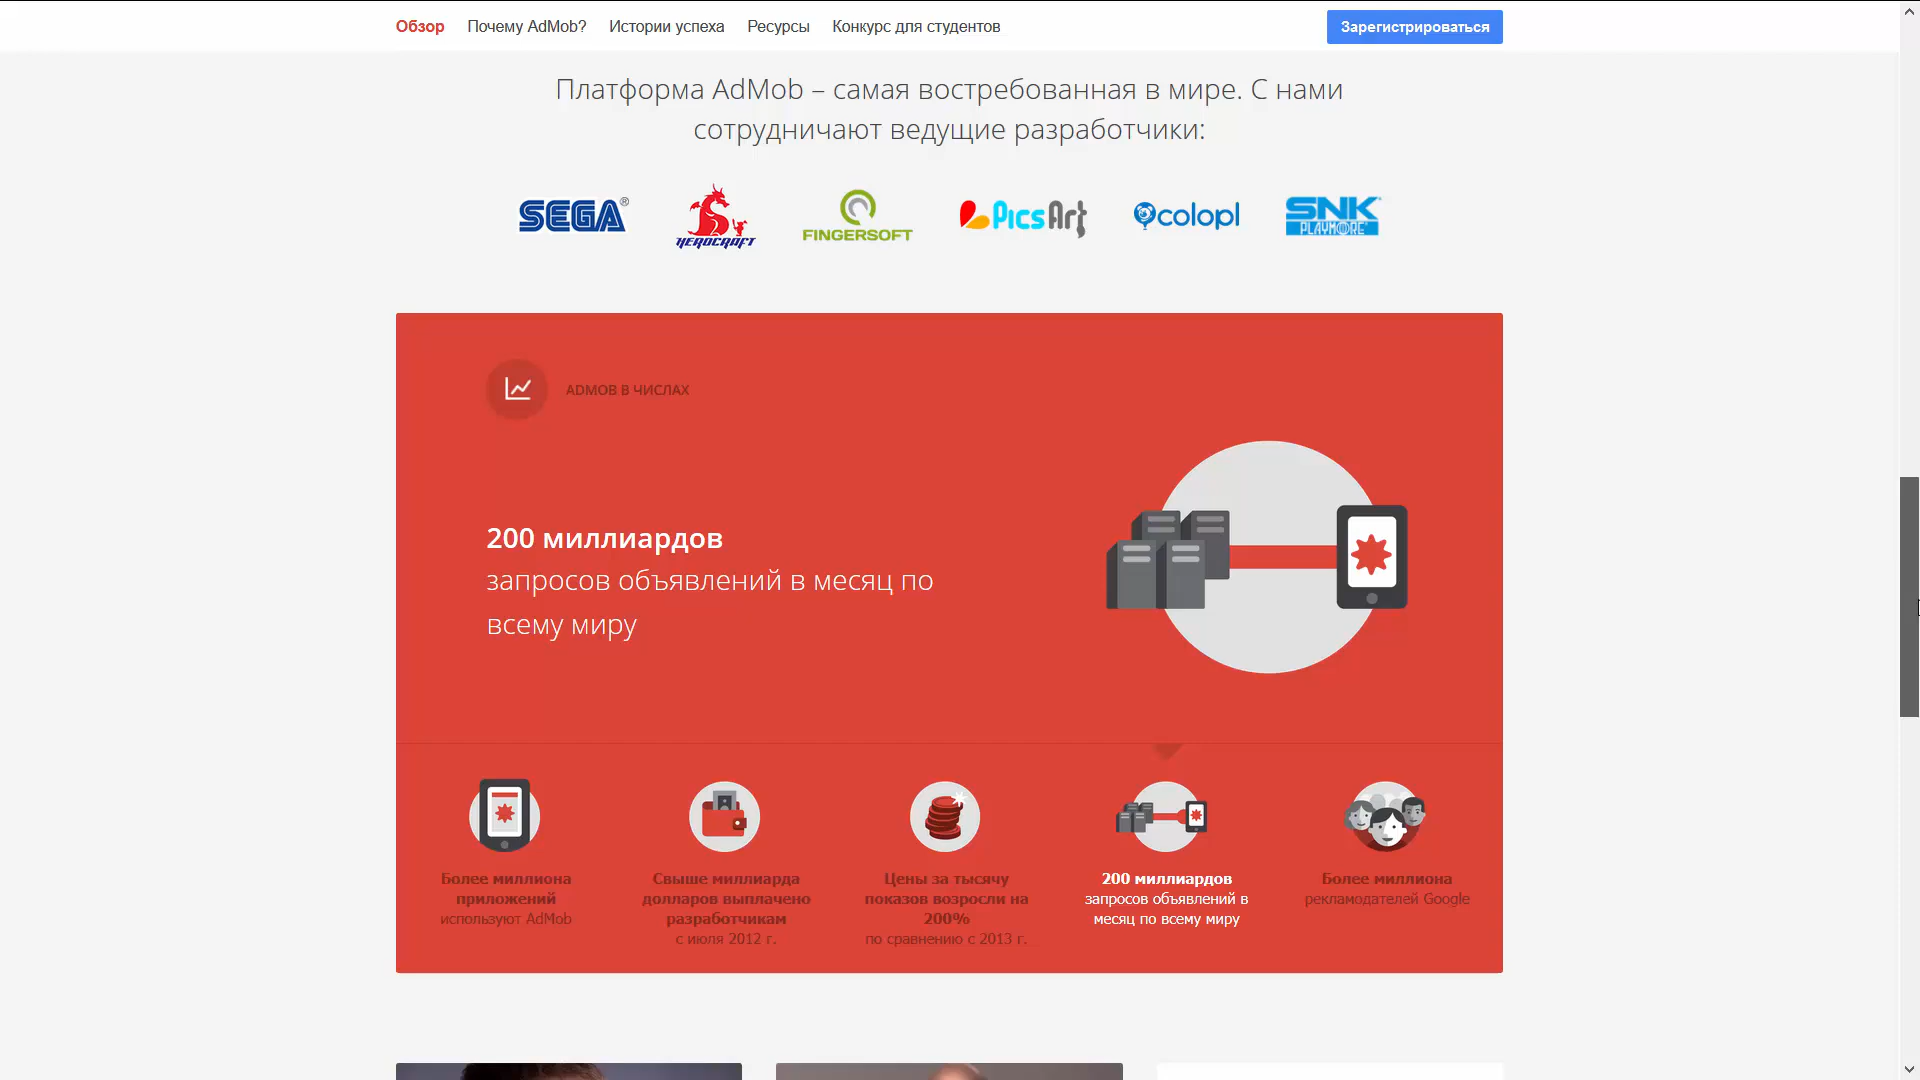 Обзор Почему AdMob? Истории успеха Ресурсы Конкурс для студентов Зарегистрироваться
Платформа AdMob – самая востребованная в мире. С нами
сотрудничают ведущие разработчики:
SEGA® HEROCRAFT FINGERSOFT PicsArt colopl SNK PLAYMORE
ADMOB В ЧИСЛАХ
200 миллиардов
запросов объявлений в месяц по
всему миру
Более миллиона
приложений
используют AdMob
Свыше миллиарда
долларов выплачено
разработчикам
с июля 2012 г.
Цены за тысячу
показов возросли на
200%
по сравнению с 2013 г.
200 миллиардов
запросов объявлений в
месяц по всему миру
Более миллиона
рекламодателей Google